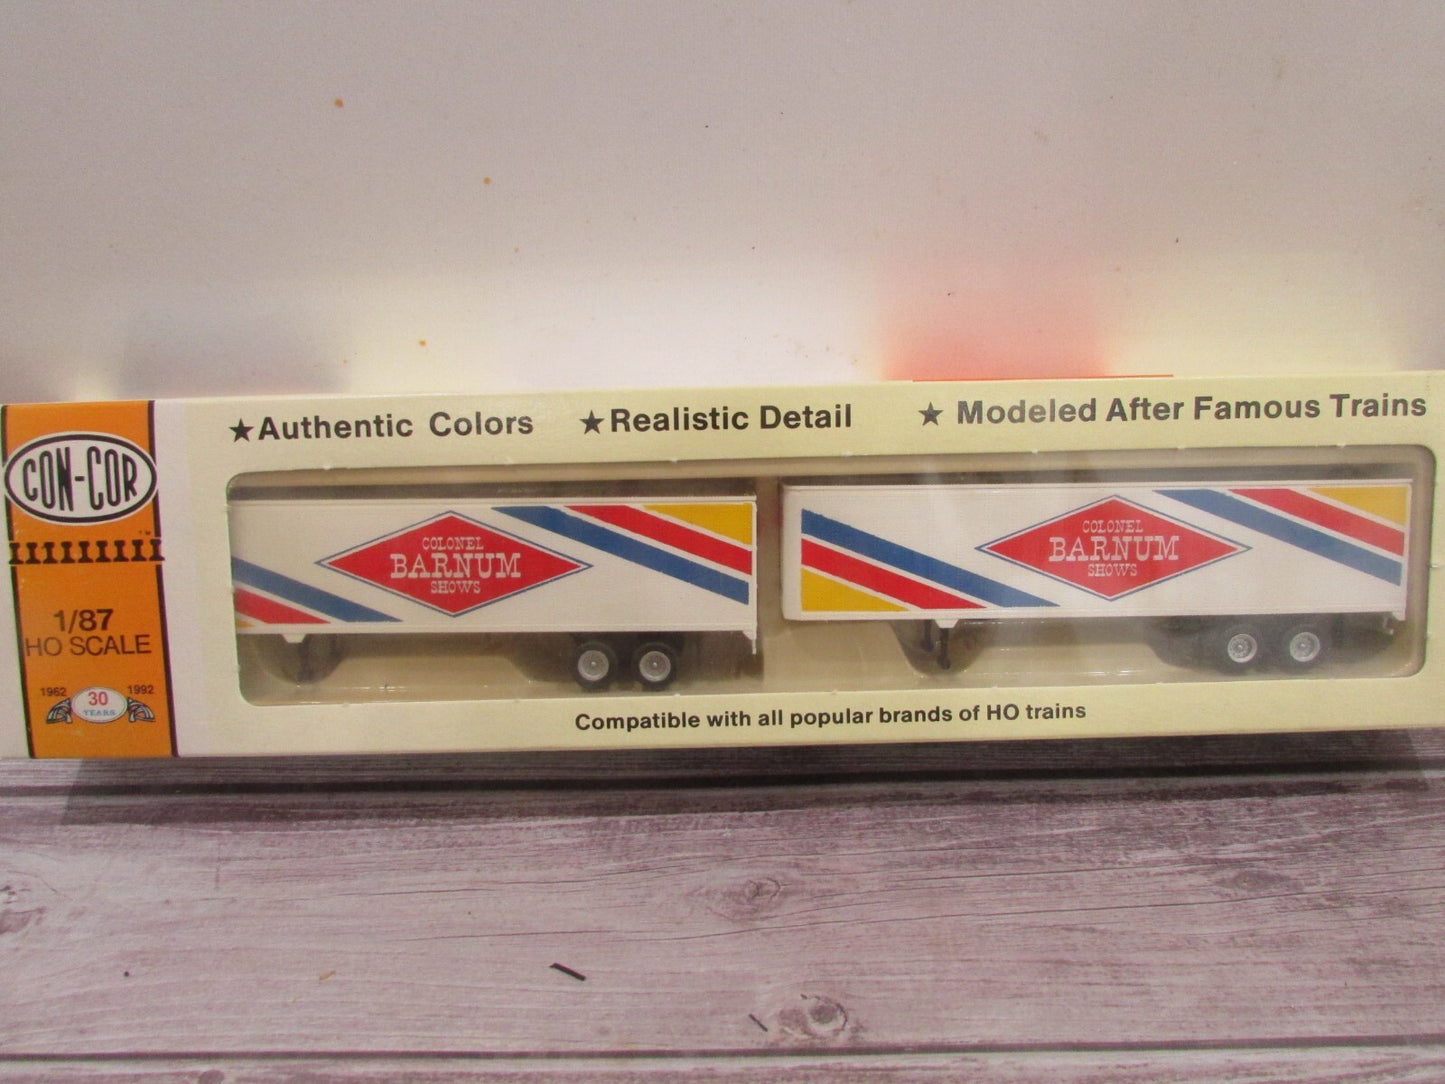 ★Authentic Colors ★Realistic Detail ★ Modeled After Famous Trains
CON-COR
™
1/87
HO SCALE
1962 30 1992
YEARS
COLONEL
BARNUM
SHOWS
COLONEL
BARNUM
SHOWS
Compatible with all popular brands of HO trains